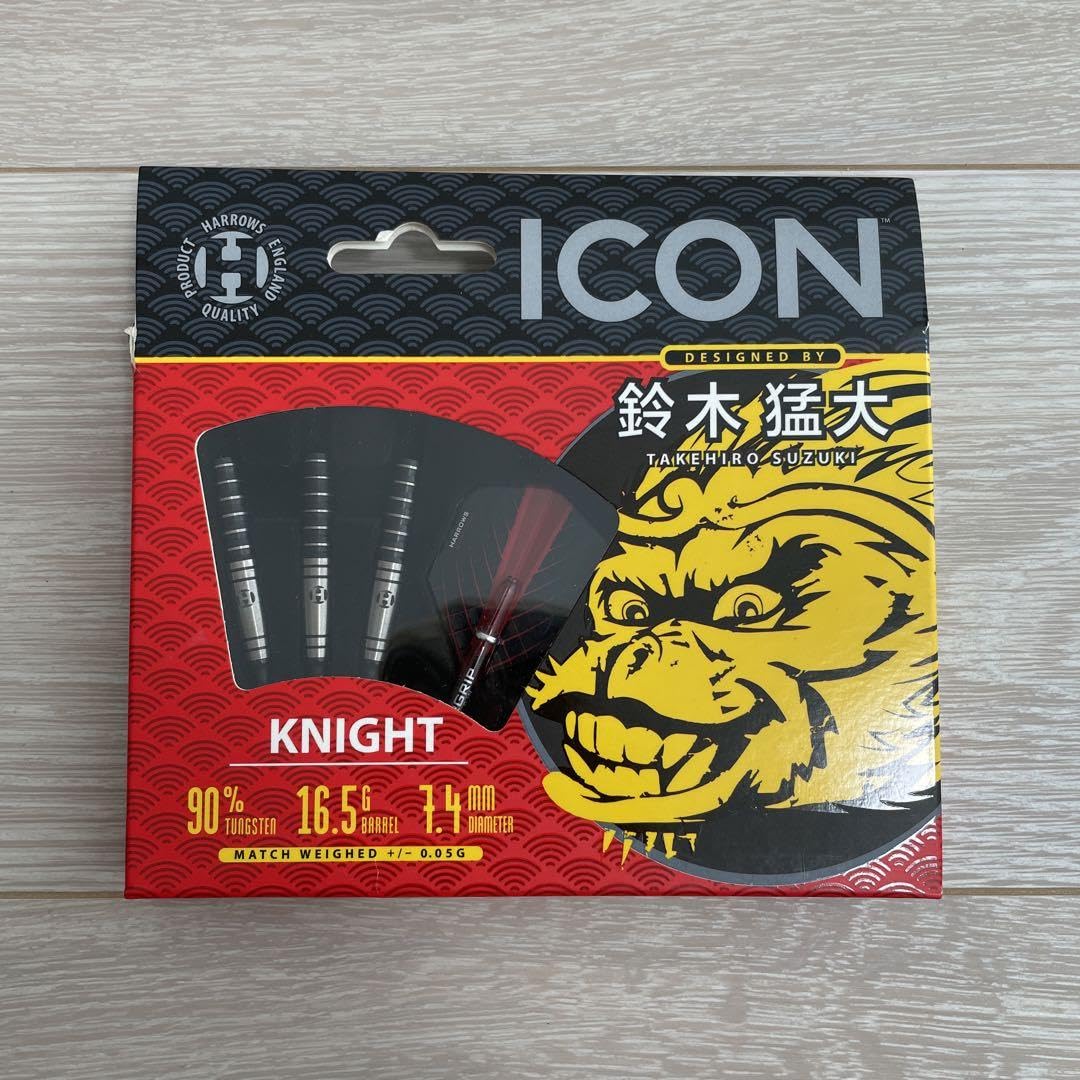 HARROWS
PRODUCT
ENGLAND
QUALITY
ICON™
DESIGNED BY
鈴木 猛大
TAKEHIRO SUZUKI
HARROWS
GRIP
KNIGHT
90% TUNGSTEN 16.5G BARREL 7.4MM DIAMETER
MATCH WEIGHED +/- 0.05G